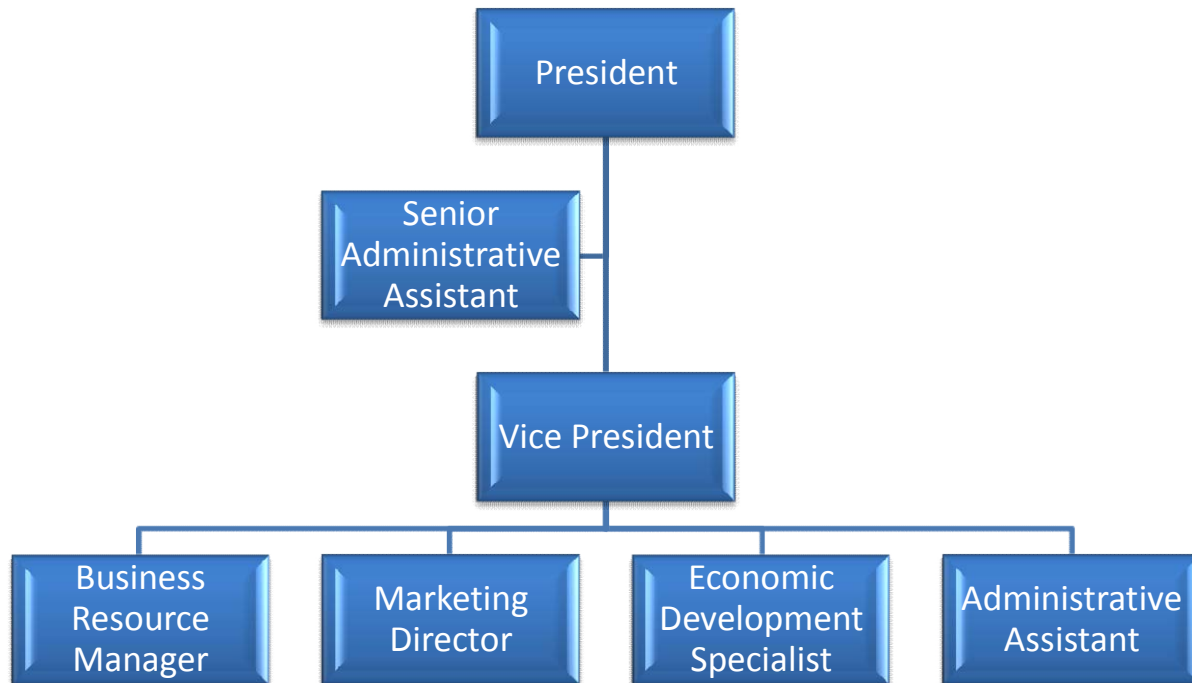 President
Senior
Administrative
Assistant
Vice President
Business
Resource
Manager
Marketing
Director
Economic
Development
Specialist
Administrative
Assistant